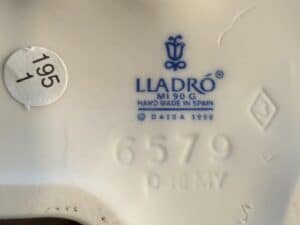 195
1
LLADRÓ®
MI 90 G
HAND MADE IN SPAIN
© DAISA 1998
6579